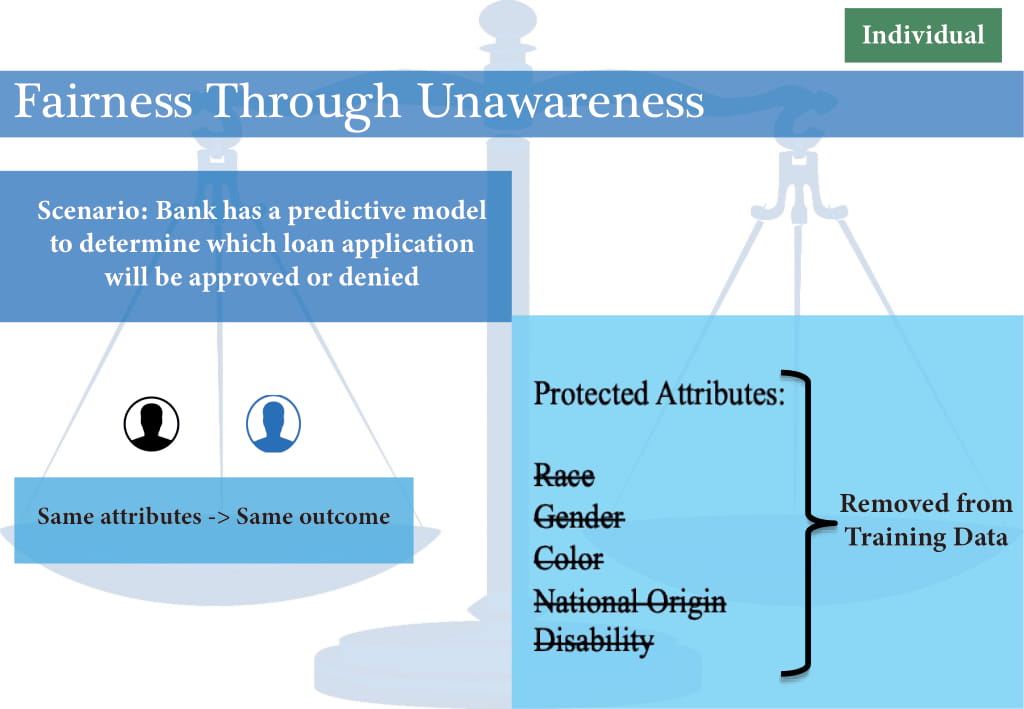 Individual
Fairness Through Unawareness
Scenario: Bank has a predictive model
to determine which loan application
will be approved or denied
Same attributes -> Same outcome
Protected Attributes:
Race
Gender
Color
National Origin
Disability
Removed from
Training Data